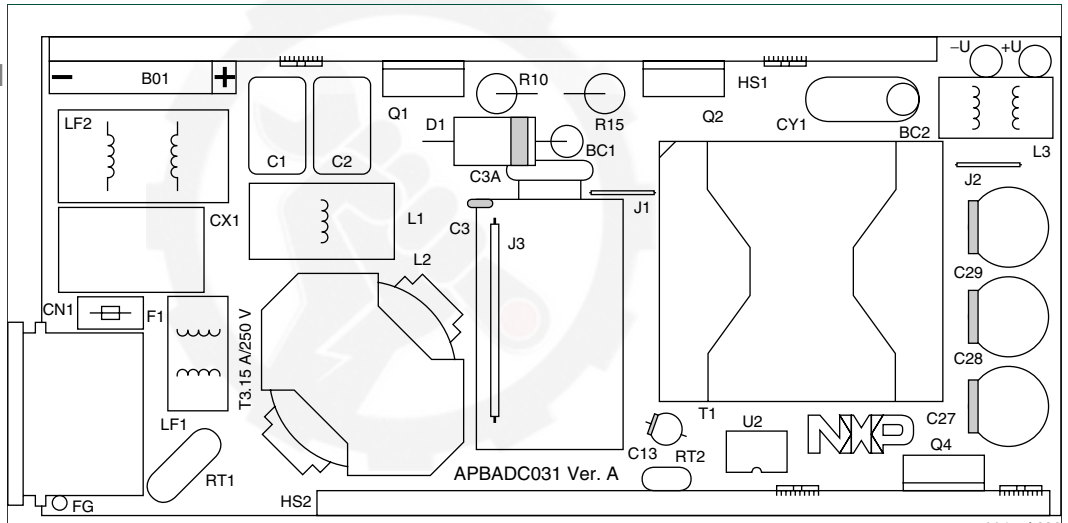 −U +U
− B01 +
HS1
R10
Q1
R15
Q2
CY1
BC2
LF2
D1
BC1
C1 C2
L3
C3A
J1
J2
CX1
L1
C3
J3
L2
C29
CN1
F1
T3.15 A/250 V
C28
T1
C27
LF1
U2
NXP
Q4
C13
RT2
RT1
APBADC031 Ver. A
HS2
FG